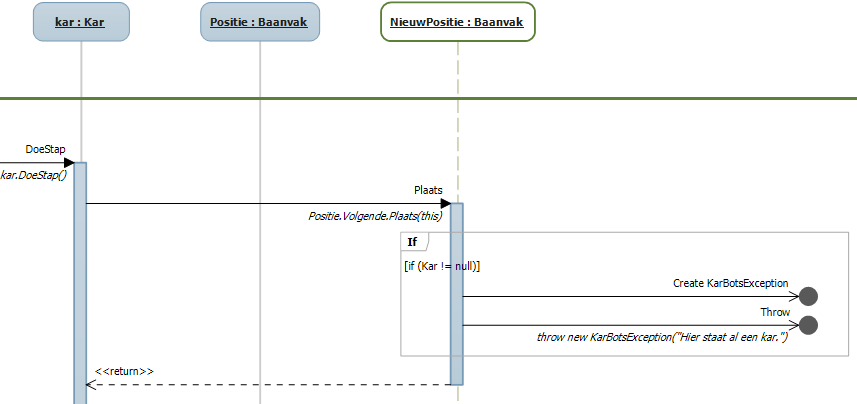 kar : Kar
Positie : Baanvak
NieuwPositie : Baanvak
DoeStap
kar.DoeStap()
Plaats
Positie.Volgende.Plaats(this)
If
[if (Kar != null)]
Create KarBotsException
Throw
throw new KarBotsException("Hier staat al een kar.")
<<return>>